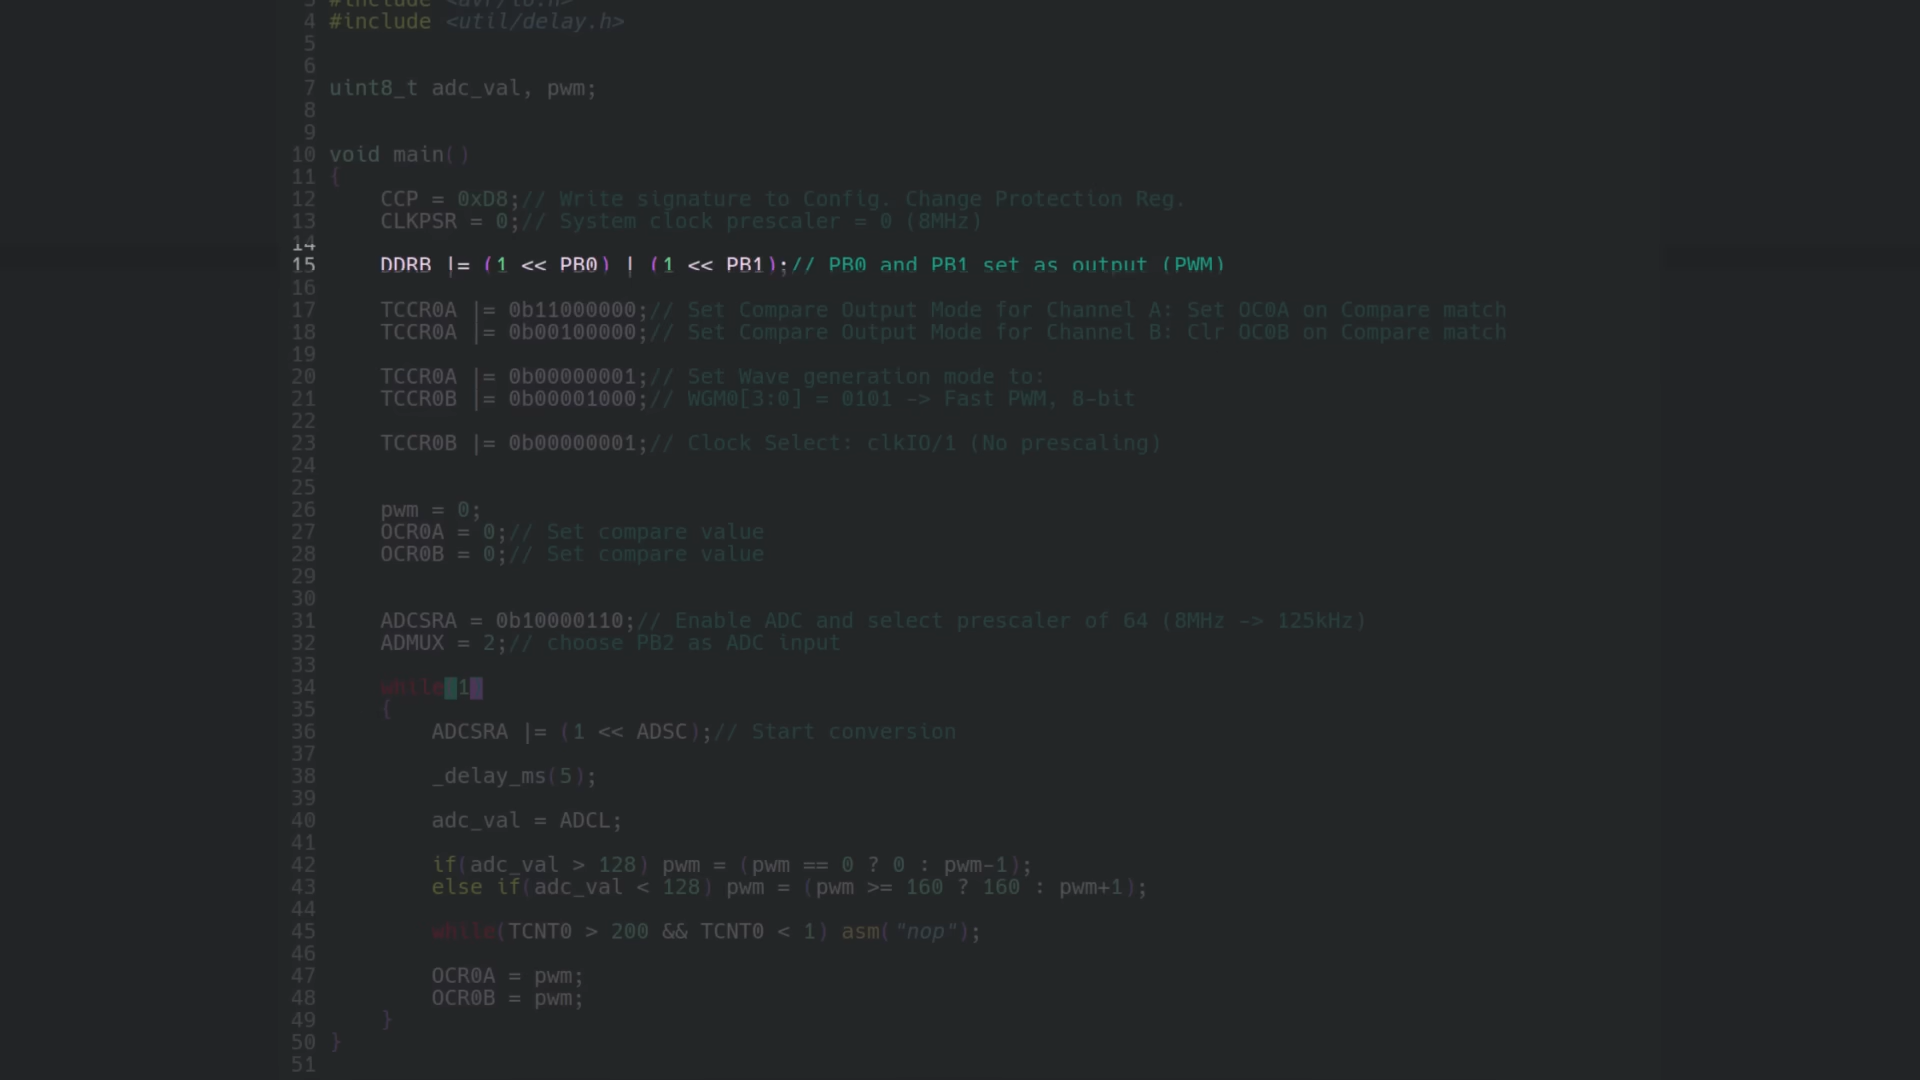 3 #include <avr/io.h>
4 #include <util/delay.h>
5
6
7 uint8_t adc_val, pwm;
8
9
10 void main()
11 {
12 CCP = 0xD8;// Write signature to Config. Change Protection Reg.
13 CLKPSR = 0;// System clock prescaler = 0 (8MHz)
14
15 DDRB |= (1 << PB0) | (1 << PB1);// PB0 and PB1 set as output (PWM)
16
17 TCCR0A |= 0b11000000;// Set Compare Output Mode for Channel A: Set OC0A on Compare match
18 TCCR0A |= 0b00100000;// Set Compare Output Mode for Channel B: Clr OC0B on Compare match
19
20 TCCR0A |= 0b00000001;// Set Wave generation mode to:
21 TCCR0B |= 0b00001000;// WGM0[3:0] = 0101 -> Fast PWM, 8-bit
22
23 TCCR0B |= 0b00000001;// Clock Select: clkIO/1 (No prescaling)
24
25
26 pwm = 0;
27 OCR0A = 0;// Set compare value
28 OCR0B = 0;// Set compare value
29
30
31 ADCSRA = 0b10000110;// Enable ADC and select prescaler of 64 (8MHz -> 125kHz)
32 ADMUX = 2;// choose PB2 as ADC input
33
34 while(1)
35 {
36 ADCSRA |= (1 << ADSC);// Start conversion
37
38 _delay_ms(5);
39
40 adc_val = ADCL;
41
42 if(adc_val > 128) pwm = (pwm == 0 ? 0 : pwm-1);
43 else if(adc_val < 128) pwm = (pwm >= 160 ? 160 : pwm+1);
44
45 while(TCNT0 > 200 && TCNT0 < 1) asm("nop");
46
47 OCR0A = pwm;
48 OCR0B = pwm;
49 }
50 }
51